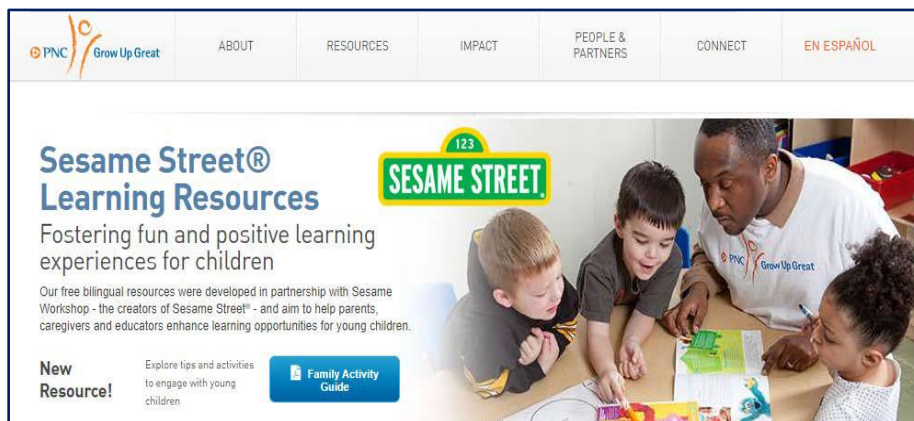 PNC Grow Up Great
ABOUT
RESOURCES
IMPACT
PEOPLE &
PARTNERS
CONNECT
EN ESPAÑOL
Sesame Street®
Learning Resources
Fostering fun and positive learning
experiences for children
Our free bilingual resources were developed in partnership with Sesame
Workshop - the creators of Sesame Street® - and aim to help parents,
caregivers and educators enhance learning opportunities for young children.
New
Resource!
Explore tips and activities
to engage with young
children
Family Activity
Guide
123
SESAME STREET
PNC Grow Up Great